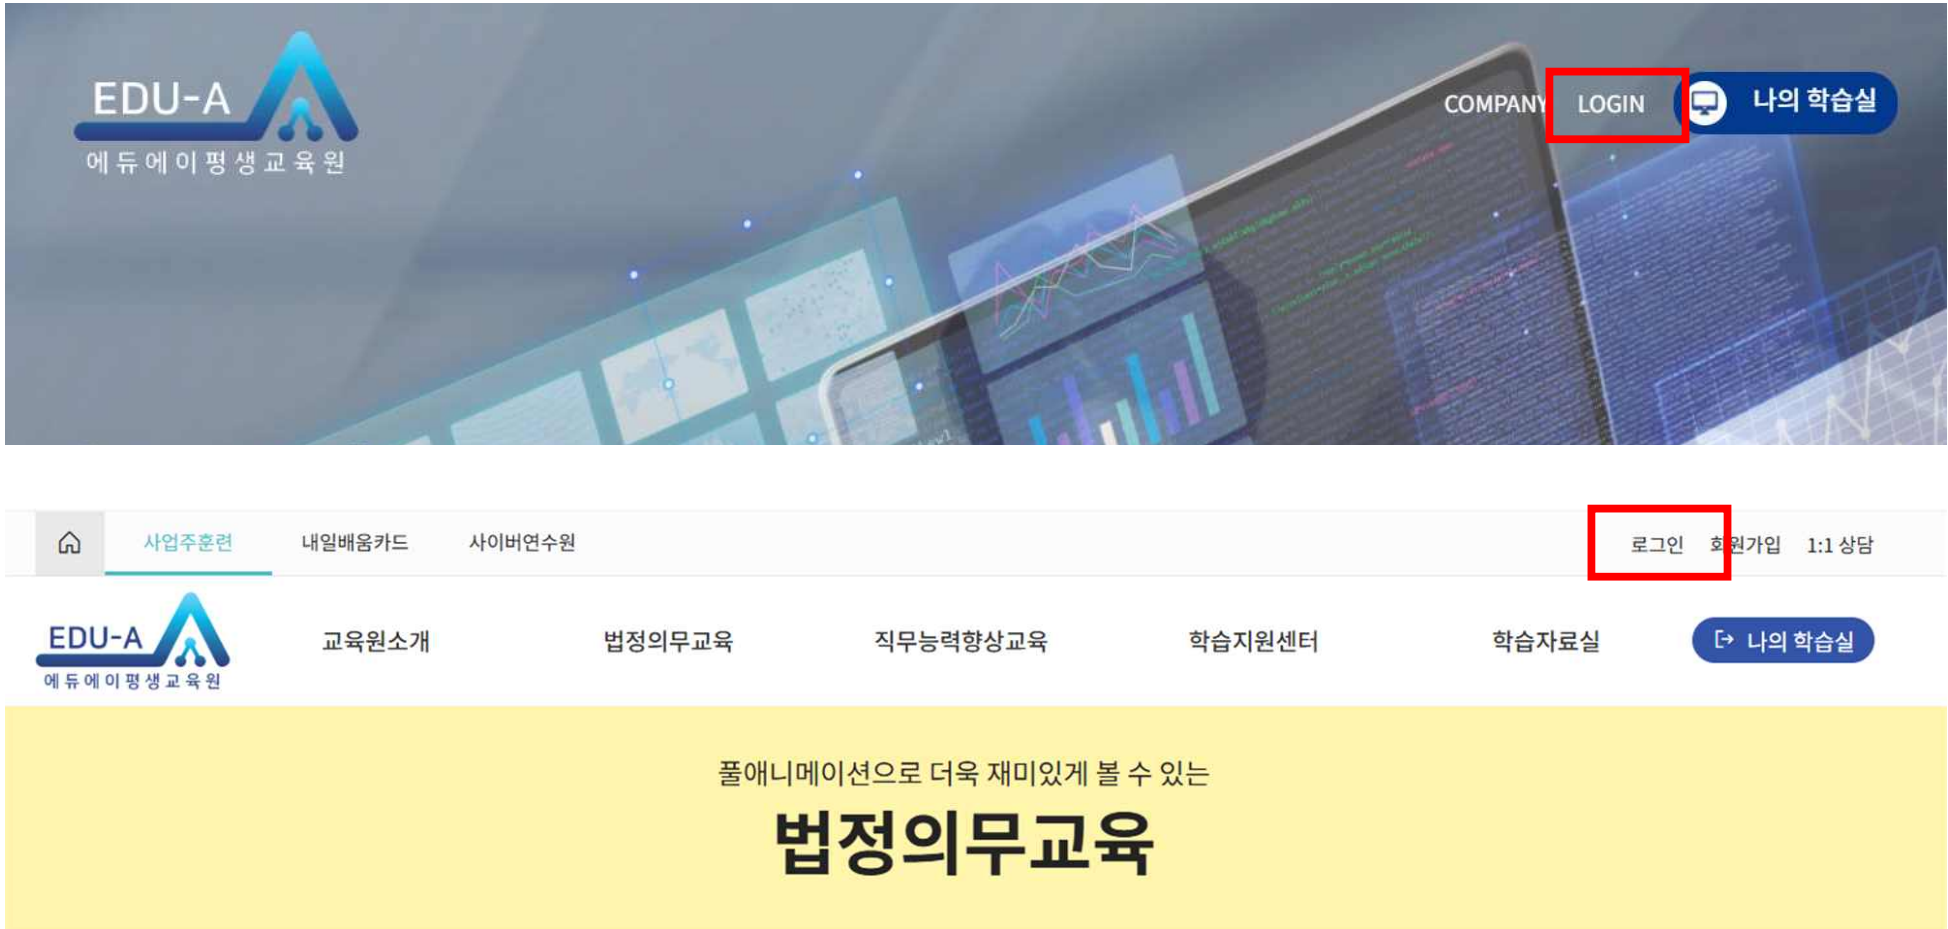 EDU-A
에듀에이평생교육원
COMPANY LOGIN 나의 학습실
사업주훈련 내일배움카드 사이버연수원 로그인 회원가입 1:1 상담
EDU-A
에듀에이평생교육원
교육원소개 법정의무교육 직무능력향상교육 학습지원센터 학습자료실 나의 학습실
풀애니메이션으로 더욱 재미있게 볼 수 있는
법정의무교육